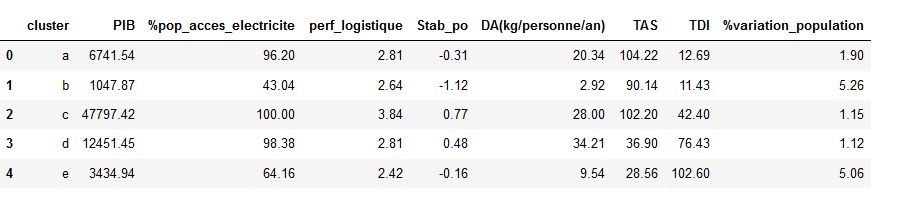 cluster PIB %pop_acces_electricite perf_logistique Stab_po DA(kg/personne/an) TAS TDI %variation_population
0 a 6741.54 96.20 2.81 -0.31 20.34 104.22 12.69 1.90
1 b 1047.87 43.04 2.64 -1.12 2.92 90.14 11.43 5.26
2 c 47797.42 100.00 3.84 0.77 28.00 102.20 42.40 1.15
3 d 12451.45 98.38 2.81 0.48 34.21 36.90 76.43 1.12
4 e 3434.94 64.16 2.42 -0.16 9.54 28.56 102.60 5.06